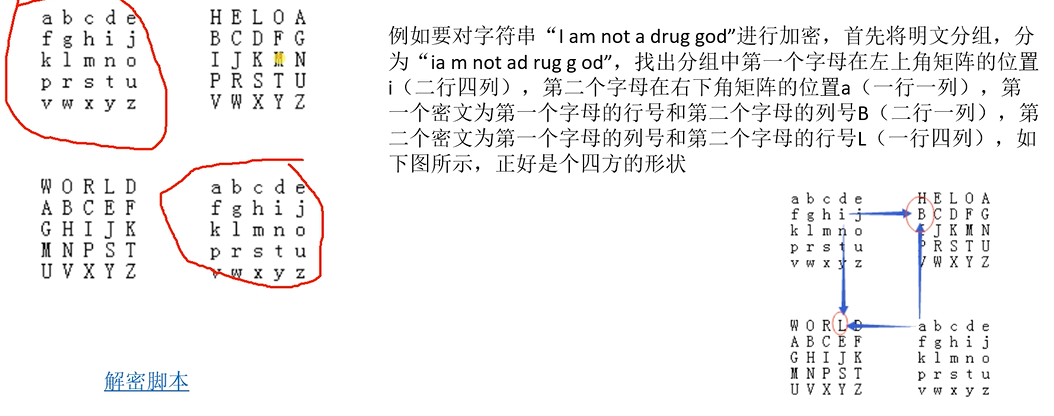 a b c d e
f g h i j
k l m n o
p r s t u
v w x y z
H E L O A
B C D F G
I J K M N
P R S T U
V W X Y Z
W O R L D
A B C E F
G H I J K
M N P S T
U V X Y Z
a b c d e
f g h i j
k l m n o
p r s t u
v w x y z
解密脚本
例如要对字符串“I am not a drug god”进行加密，首先将明文分组，分
为“ia m not ad rug g od”，找出分组中第一个字母在左上角矩阵的位置
i（二行四列），第二个字母在右下角矩阵的位置a（一行一列），第
一个密文为第一个字母的行号和第二个字母的列号B（二行一列），第
二个密文为第一个字母的列号和第二个字母的行号L（一行四列），如
下图所示，正好是个四方的形状
a b c d e
f g h i j
k l m n o
p r s t u
v w x y z
H E L O A
B C D F G
J K M N
P R S T U
V W X Y Z
W O R L D
A B C E F
G H I J K
M N P S T
U V X Y Z
a b c d e
f g h i j
k l m n o
p r s t u
v w x y z